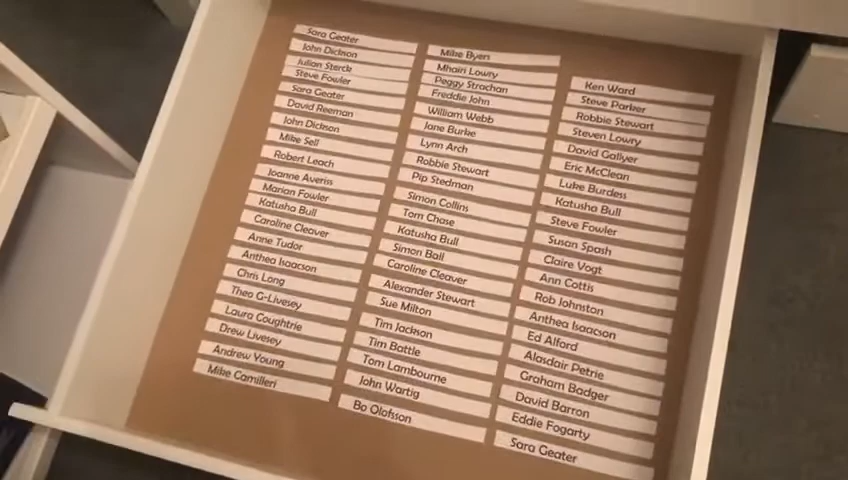 Sara Geater
John Dickson
Julian Sterck
Steve Fowler
Sara Geater
David Reeman
John Dickson
Mike Sell
Robert Leach
Joanne Averiss
Marian Fowler
Katusha Bull
Caroline Cleaver
Anne Tudor
Anthea Isaacson
Chris Long
Theo G-Livesey
Laura Coughtrie
Drew Livesey
Andrew Young
Mike Camilleri
Mike Byen
Mhairi Lowry
Peggy Strachan
Freddie John
William Webb
Jane Burke
Lynn Arch
Robbie Stewart
Pip Stedman
Simon Collins
Tom Chase
Katusha Bull
Simon Ball
Caroline Cleaver
Alexander Stewart
Sue Milton
Tim Jackson
Tim Battle
Tom Lambourne
John Wartig
Bo Olofsson
Ken Ward
Steve Parker
Robbie Stewart
Steven Lowry
David Gallyer
Eric McClean
Luke Burdess
Katusha Bull
Steve Fowler
Susan Spash
Claire Vogt
Ann Cottis
Rob Johnston
Anthea Isaacson
Ed Alford
Alasdair Petrie
Graham Badger
David Barron
Eddie Fogarty
Sara Geater